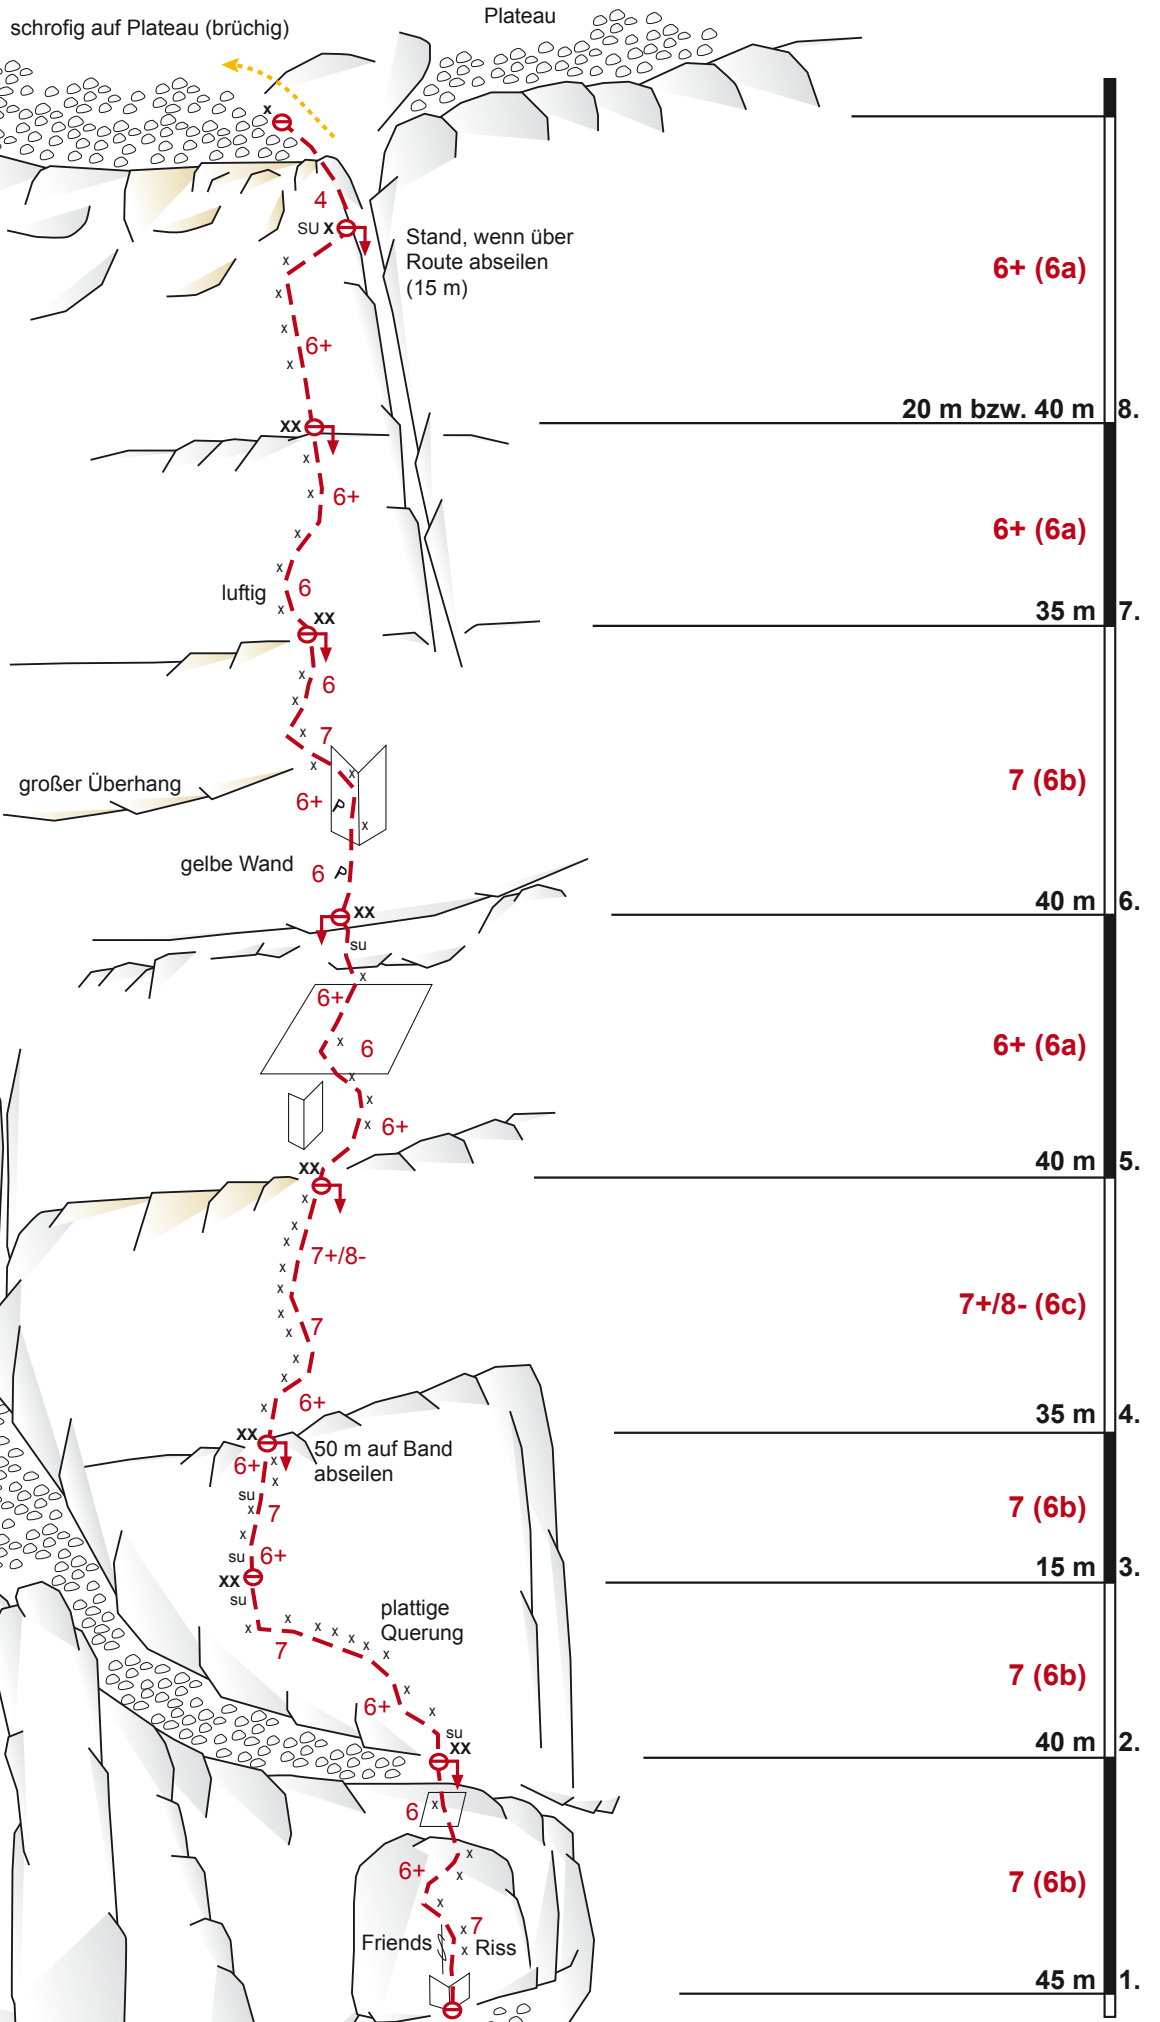 schrofig auf Plateau (brüchig)
Plateau
x
4
SU x
Stand, wenn über
Route abseilen
(15 m)
x
x
x
x
6+
6+ (6a)
20 m bzw. 40 m 8.
xx
x
x
6+
x
x
6
luftig
x
xx
6+ (6a)
35 m 7.
x
6
x
x
7
x
x
großer Überhang
6+
P
x
7 (6b)
gelbe Wand
6 P
xx
40 m 6.
su
x
6+
x
6
x
x
x
6+
6+ (6a)
xx
40 m 5.
x
x
x
7+/8-
x
x
x
x
7
x
x
6+
x
7+/8- (6c)
35 m 4.
xx
50 m auf Band
abseilen
6+ x
x
su
x 7
x
su 6+
xx
su
7 (6b)
15 m 3.
plattige
Querung
x
x
x
x
x
x
x
7
x
6+
x
su
xx
7 (6b)
40 m 2.
6 x
x
6+
x
x
x 7
Friends
x Riss
7 (6b)
45 m 1.